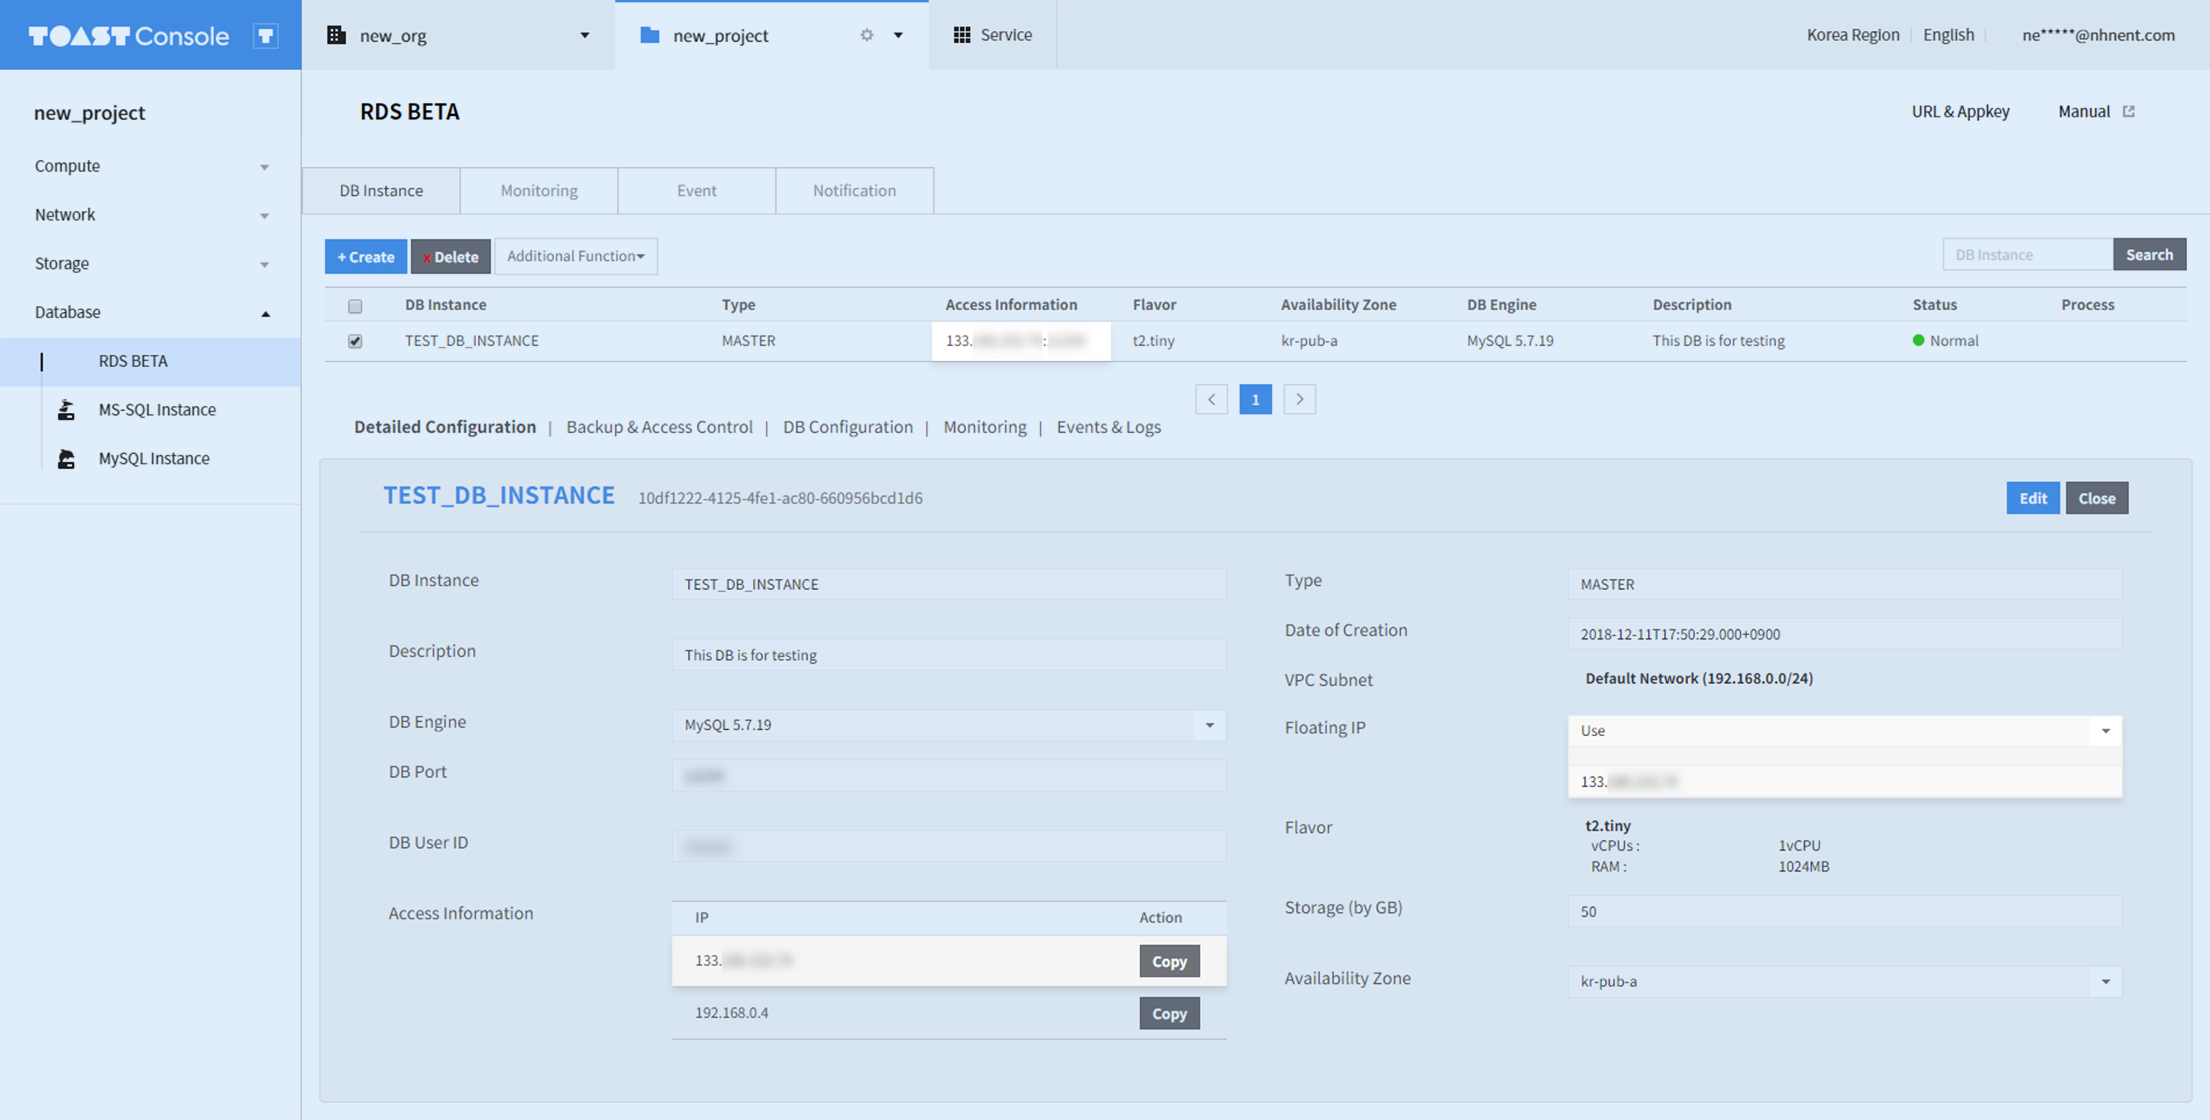 TOAST Console T
new_org
new_project
Service
Korea Region English ne*****@nhnent.com
new_project
Compute
Network
Storage
Database
RDS BETA
MS-SQL Instance
MySQL Instance
RDS BETA
URL & Appkey Manual
DB Instance Monitoring Event Notification
+ Create x Delete Additional Function
DB Instance Search
DB Instance Type Access Information Flavor Availability Zone DB Engine Description Status Process
TEST_DB_INSTANCE MASTER 133. : t2.tiny kr-pub-a MySQL 5.7.19 This DB is for testing Normal
< 1 >
Detailed Configuration | Backup & Access Control | DB Configuration | Monitoring | Events & Logs
TEST_DB_INSTANCE 10df1222-4125-4fe1-ac80-660956bcd1d6
Edit Close
DB Instance TEST_DB_INSTANCE
Description This DB is for testing
DB Engine MySQL 5.7.19
DB Port
DB User ID
Access Information
IP Action
133. Copy
192.168.0.4 Copy
Type MASTER
Date of Creation 2018-12-11T17:50:29.000+0900
VPC Subnet Default Network (192.168.0.0/24)
Floating IP Use
133.
Flavor t2.tiny
vCPUs : 1vCPU
RAM : 1024MB
Storage (by GB) 50
Availability Zone kr-pub-a